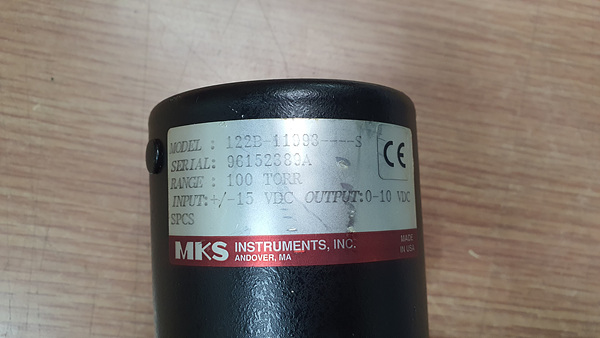 MODEL : 122B-11993----S
SERIAL: 96152389A
RANGE : 100 TORR
INPUT:+/-15 VDC OUTPUT:0-10 VDC
SPCS
CE
MKS INSTRUMENTS, INC.
ANDOVER, MA
MADE
IN USA